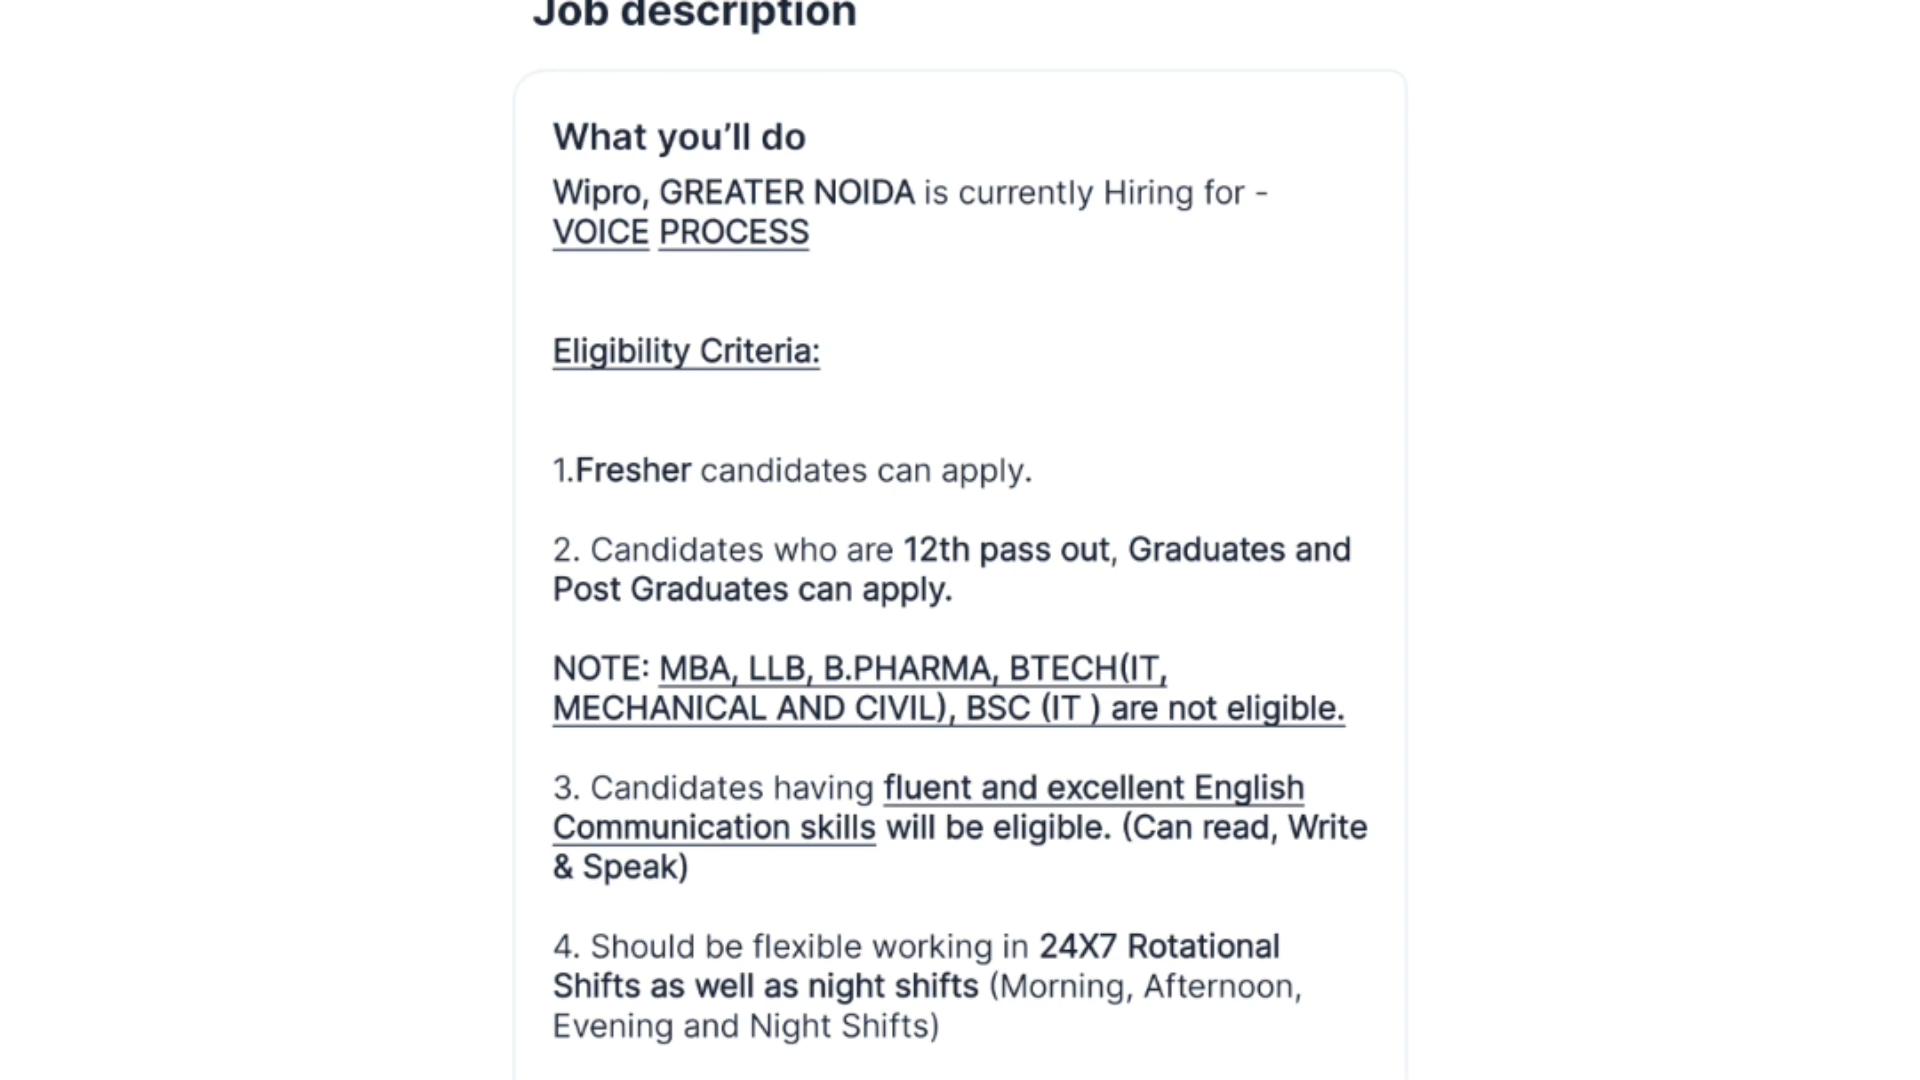 Job description
What you’ll do
Wipro, GREATER NOIDA is currently Hiring for -
VOICE PROCESS
Eligibility Criteria:
1.Fresher candidates can apply.
2. Candidates who are 12th pass out, Graduates and
Post Graduates can apply.
NOTE: MBA, LLB, B.PHARMA, BTECH(IT,
MECHANICAL AND CIVIL), BSC (IT ) are not eligible.
3. Candidates having fluent and excellent English
Communication skills will be eligible. (Can read, Write
& Speak)
4. Should be flexible working in 24X7 Rotational
Shifts as well as night shifts (Morning, Afternoon,
Evening and Night Shifts)